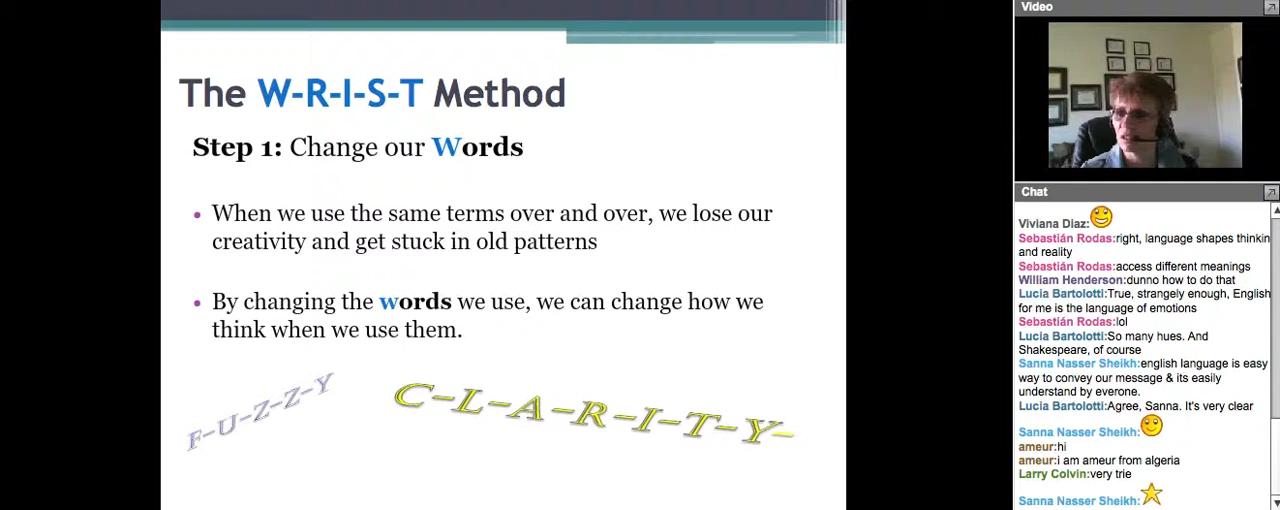 The W-R-I-S-T Method
Step 1: Change our Words
• When we use the same terms over and over, we lose our
creativity and get stuck in old patterns
• By changing the words we use, we can change how we
think when we use them.
F-U-Z-Z-Y
C-L-A-R-I-T-Y-
Video
Chat
Viviana Diaz:
Sebastián Rodas:right, language shapes thinkin
and reality
Sebastián Rodas:access different meanings
William Henderson:dunno how to do that
Lucia Bartolotti:True, strangely enough, English
for me is the language of emotions
Sebastián Rodas:lol
Lucia Bartolotti:So many hues. And
Shakespeare, of course
Sanna Nasser Sheikh:english language is easy
way to convey our message & its easily
understand by everone.
Lucia Bartolotti:Agree, Sanna. It's very clear
Sanna Nasser Sheikh:
ameur:hi
ameur:i am ameur from algeria
Larry Colvin:very trie
Sanna Nasser Sheikh: